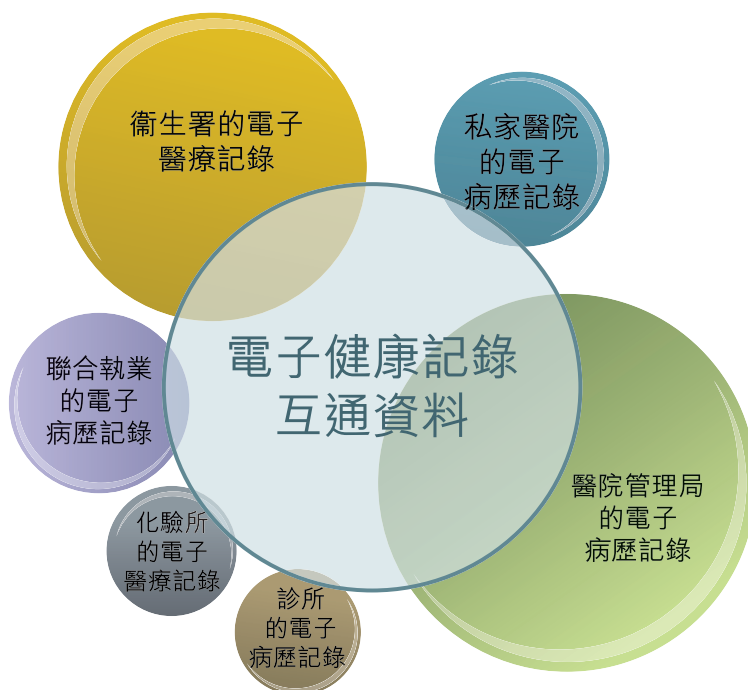 衞生署的電子
醫療記錄
私家醫院
的電子
病歷記錄
電子健康記錄
互通資料
聯合執業
的電子
病歷記錄
醫院管理局
的電子
病歷記錄
化驗所
的電子
醫療記錄
診所
的電子
病歷記錄